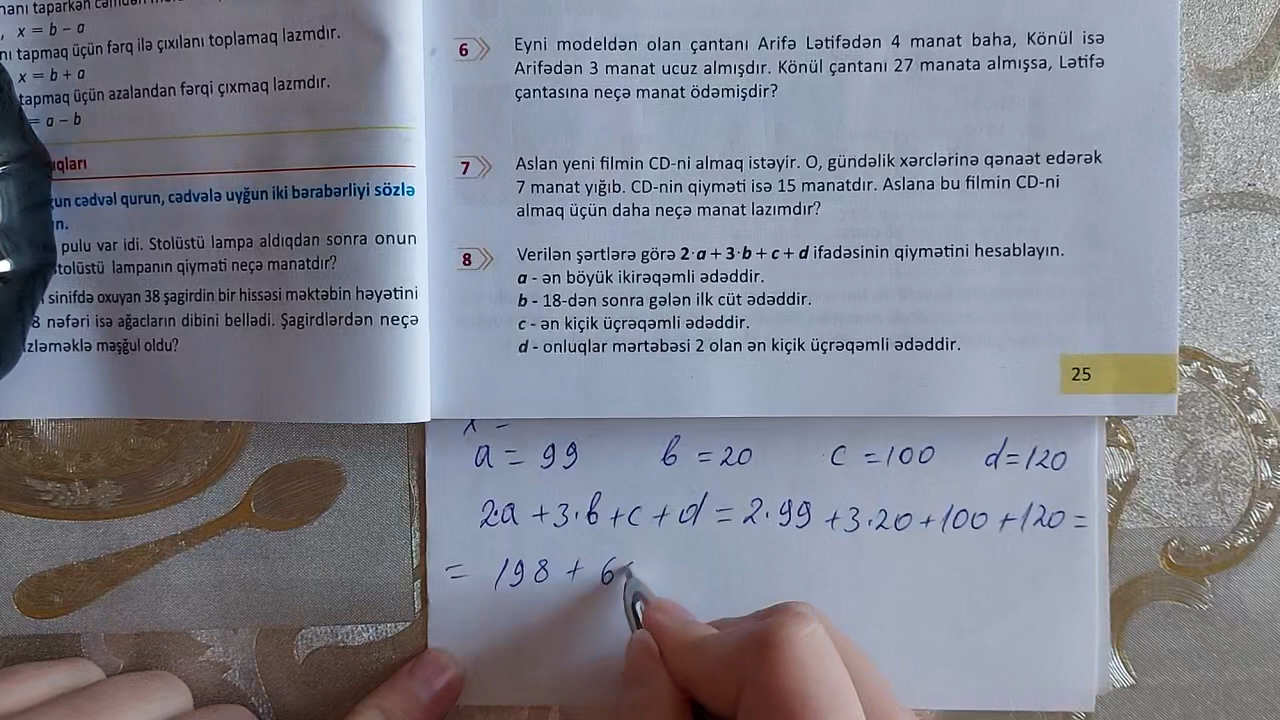 taparkən
x = b – a
tapmaq üçün fərq ilə çıxılanı toplamaq lazımdır.
x = b + a
tapmaq üçün azalandan fərqi çıxmaq lazımdır.
= a – b
cədvəl qurun, cədvələ uyğun iki bərabərliyi sözlə
pulu var idi. Stolüstü lampa aldıqdan sonra onun
stolüstü lampanın qiyməti neçə manatdır?
sinifdə oxuyan 38 şagirdin bir hissəsi məktəbin həyətini
8 nəfəri isə ağacların dibini bellədi. Şagirdlərdən neçə
məşğul oldu?
6 Eyni modeldən olan çantanı Arifə Lətifədən 4 manat baha, Könül isə
Arifədən 3 manat ucuz almışdır. Könül çantanı 27 manata almışsa, Lətifə
çantasına neçə manat ödəmişdir?
7 Aslan yeni filmin CD-ni almaq istəyir. O, gündəlik xərclərinə qənaət edərək
7 manat yığıb. CD-nin qiyməti isə 15 manatdır. Aslana bu filmin CD-ni
almaq üçün daha neçə manat lazımdır?
8 Verilən şərtlərə görə 2·a + 3·b + c + d ifadəsinin qiymətini hesablayın.
a - ən böyük ikirəqəmli ədəddir.
b - 18-dən sonra gələn ilk cüt ədəddir.
c - ən kiçik üçrəqəmli ədəddir.
d - onluqlar mərtəbəsi 2 olan ən kiçik üçrəqəmli ədəddir.
25
a = 99 b = 20 c = 100 d = 120
2·a + 3·b + c + d = 2·99 + 3·20 + 100 + 120 =
= 198 + 6